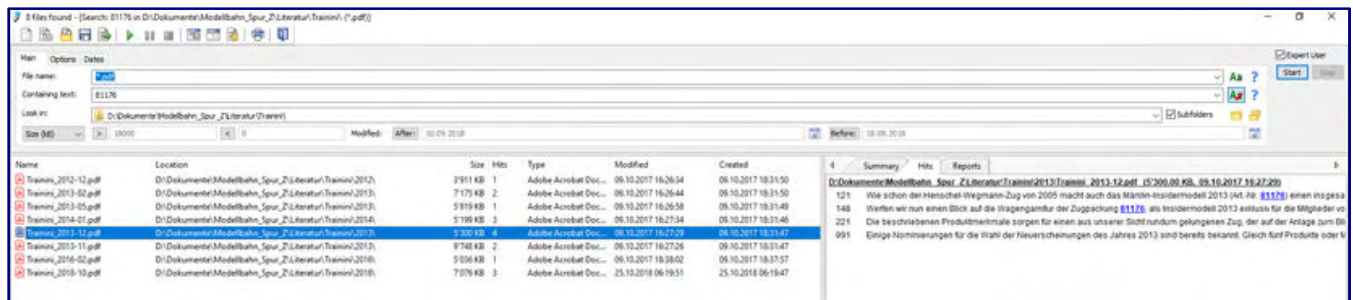 8 files found - [Search: 81176 in D:\Dokumente\Modellbahn_Spur_Z\Literatur\Trainini\ (*.pdf)]
Main Options Dates
Expert User
File name: *.pdf
Aa ?
Start Stop
Containing text: 81176
?
Look in: D:\Dokumente\Modellbahn_Spur_Z\Literatur\Trainini\
Subfolders
Size (kB) > 18000 < 0 Modified: After: 10.09.2018 Before: 18.09.2018
Name Location Size Hits Type Modified Created
Trainini_2012-12.pdf D:\Dokumente\Modellbahn_Spur_Z\Literatur\Trainini\2012\ 3'911 KB 1 Adobe Acrobat Doc... 09.10.2017 16:26:34 09.10.2017 18:31:50
Trainini_2013-02.pdf D:\Dokumente\Modellbahn_Spur_Z\Literatur\Trainini\2013\ 7'175 KB 2 Adobe Acrobat Doc... 09.10.2017 16:26:44 09.10.2017 18:31:50
Trainini_2013-05.pdf D:\Dokumente\Modellbahn_Spur_Z\Literatur\Trainini\2013\ 5'819 KB 1 Adobe Acrobat Doc... 09.10.2017 16:26:58 09.10.2017 18:31:49
Trainini_2014-01.pdf D:\Dokumente\Modellbahn_Spur_Z\Literatur\Trainini\2014\ 5'199 KB 3 Adobe Acrobat Doc... 09.10.2017 16:27:34 09.10.2017 18:31:46
Trainini_2013-12.pdf D:\Dokumente\Modellbahn_Spur_Z\Literatur\Trainini\2013\ 5'300 KB 4 Adobe Acrobat Doc... 09.10.2017 16:27:29 09.10.2017 18:31:47
Trainini_2013-11.pdf D:\Dokumente\Modellbahn_Spur_Z\Literatur\Trainini\2013\ 9'748 KB 2 Adobe Acrobat Doc... 09.10.2017 16:27:26 09.10.2017 18:31:47
Trainini_2016-02.pdf D:\Dokumente\Modellbahn_Spur_Z\Literatur\Trainini\2016\ 5'036 KB 1 Adobe Acrobat Doc... 09.10.2017 18:38:02 09.10.2017 18:37:57
Trainini_2018-10.pdf D:\Dokumente\Modellbahn_Spur_Z\Literatur\Trainini\2018\ 7'076 KB 3 Adobe Acrobat Doc... 25.10.2018 06:19:51 25.10.2018 06:19:47
Summary Hits Reports
D:\Dokumente\Modellbahn_Spur_Z\Literatur\Trainini\2013\Trainini_2013-12.pdf (5'300.00 KB, 09.10.2017 16:27:29)
121 Wie schon der Henschel-Wegmann-Zug von 2005 macht auch das Märklin-Insidermodell 2013 (Art.-Nr. 81176) einen insgesa
148 Werfen wir nun einen Blick auf die Wagengarnitur der Zugpackung 81176, als Insidermodell 2013 exklusiv für die Mitglieder vo
221 Die beschriebenen Produktmerkmale sorgen für einen aus unserer Sicht rundum gelungenen Zug, der auf der Anlage zum Bli
991 Einige Nominierungen für die Wahl der Neuerscheinungen des Jahres 2013 sind bereits bekannt: Gleich fünf Produkte oder M